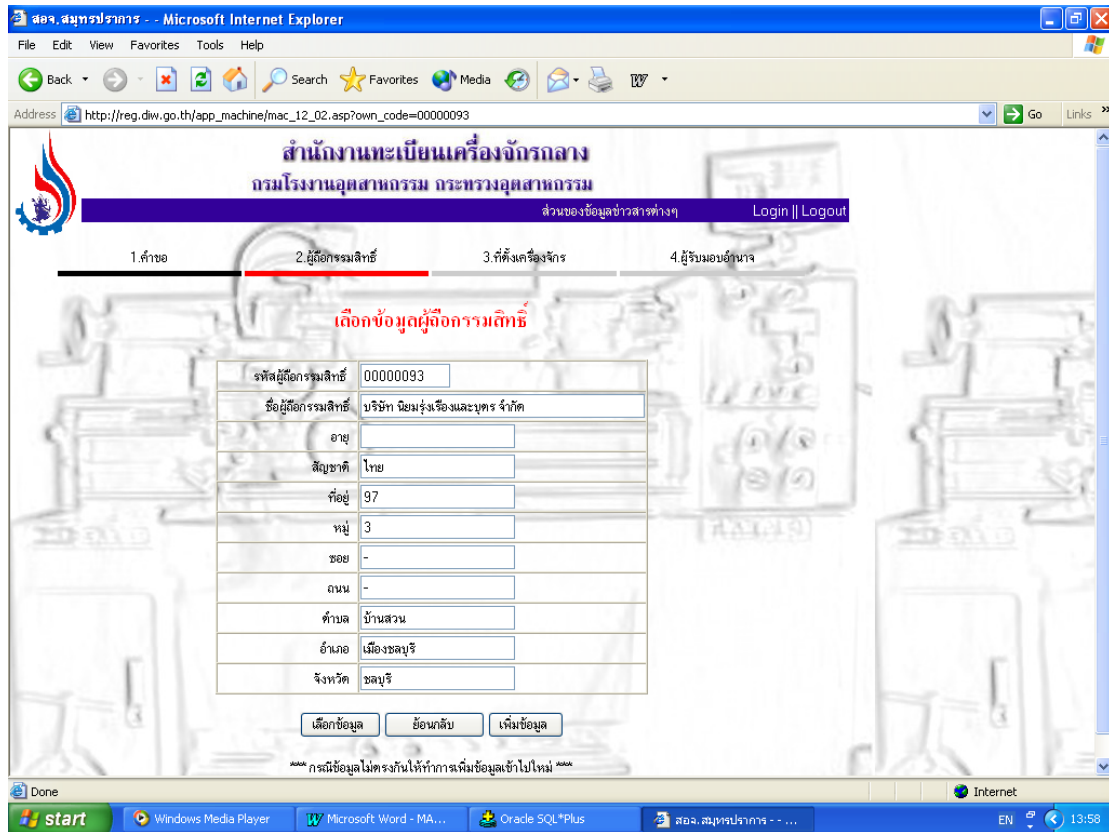 สอจ.สมุทรปราการ - - Microsoft Internet Explorer
File Edit View Favorites Tools Help
Back Search Favorites Media
Address http://reg.diw.go.th/app_machine/mac_12_02.asp?own_code=00000093 Go Links »
สำนักงานทะเบียนเครื่องจักรกลาง
กรมโรงงานอุตสาหกรรม กระทรวงอุตสาหกรรม
ส่วนของข้อมูลข่าวสารต่างๆ Login || Logout
1.คำขอ 2.ผู้ถือกรรมสิทธิ์ 3.ที่ตั้งเครื่องจักร 4.ผู้รับมอบอำนาจ
เลือกข้อมูลผู้ถือกรรมสิทธิ์
รหัสผู้ถือกรรมสิทธิ์ 00000093
ชื่อผู้ถือกรรมสิทธิ์ บริษัท นิยมรุ่งเรืองและบุตร จำกัด
อายุ
สัญชาติ ไทย
ที่อยู่ 97
หมู่ 3
ซอย -
ถนน -
ตำบล บ้านสวน
อำเภอ เมืองชลบุรี
จังหวัด ชลบุรี
เลือกข้อมูล ย้อนกลับ เพิ่มข้อมูล
**** กรณีข้อมูลไม่ตรงกันให้ทำการเพิ่มข้อมูลเข้าไปใหม่ ****
Done Internet
start Windows Media Player Microsoft Word - MA... Oracle SQL*Plus สอจ.สมุทรปราการ - - ... EN 13:58